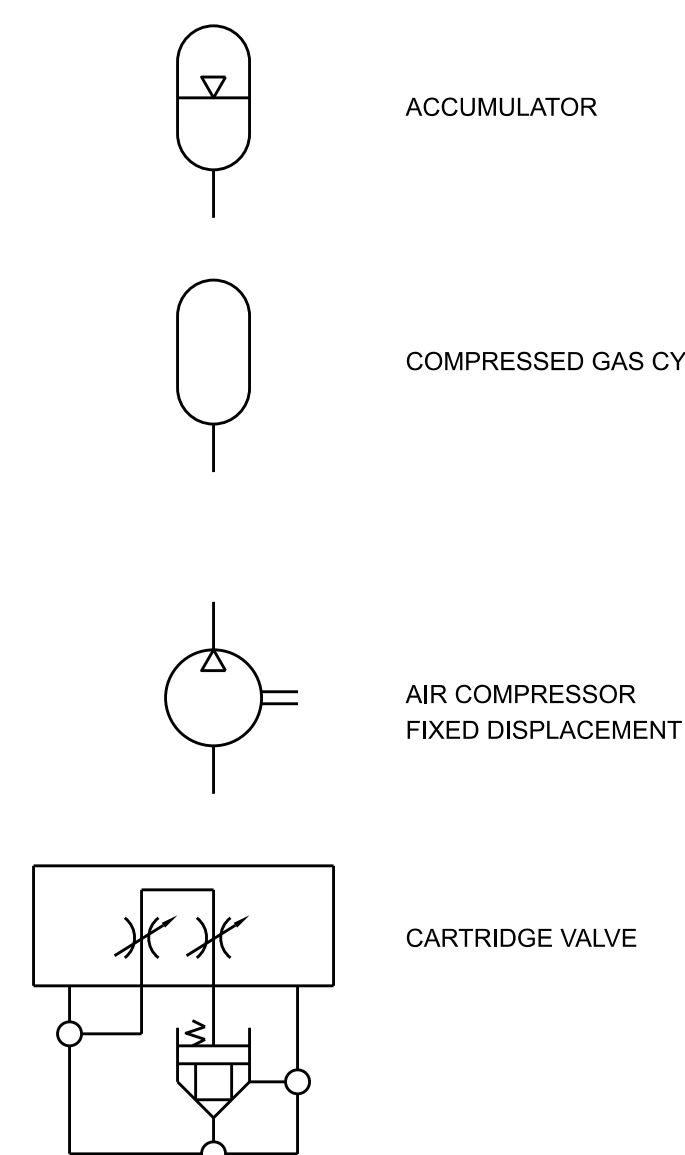 ACCUMULATOR
COMPRESSED GAS CY
AIR COMPRESSOR
FIXED DISPLACEMENT
CARTRIDGE VALVE